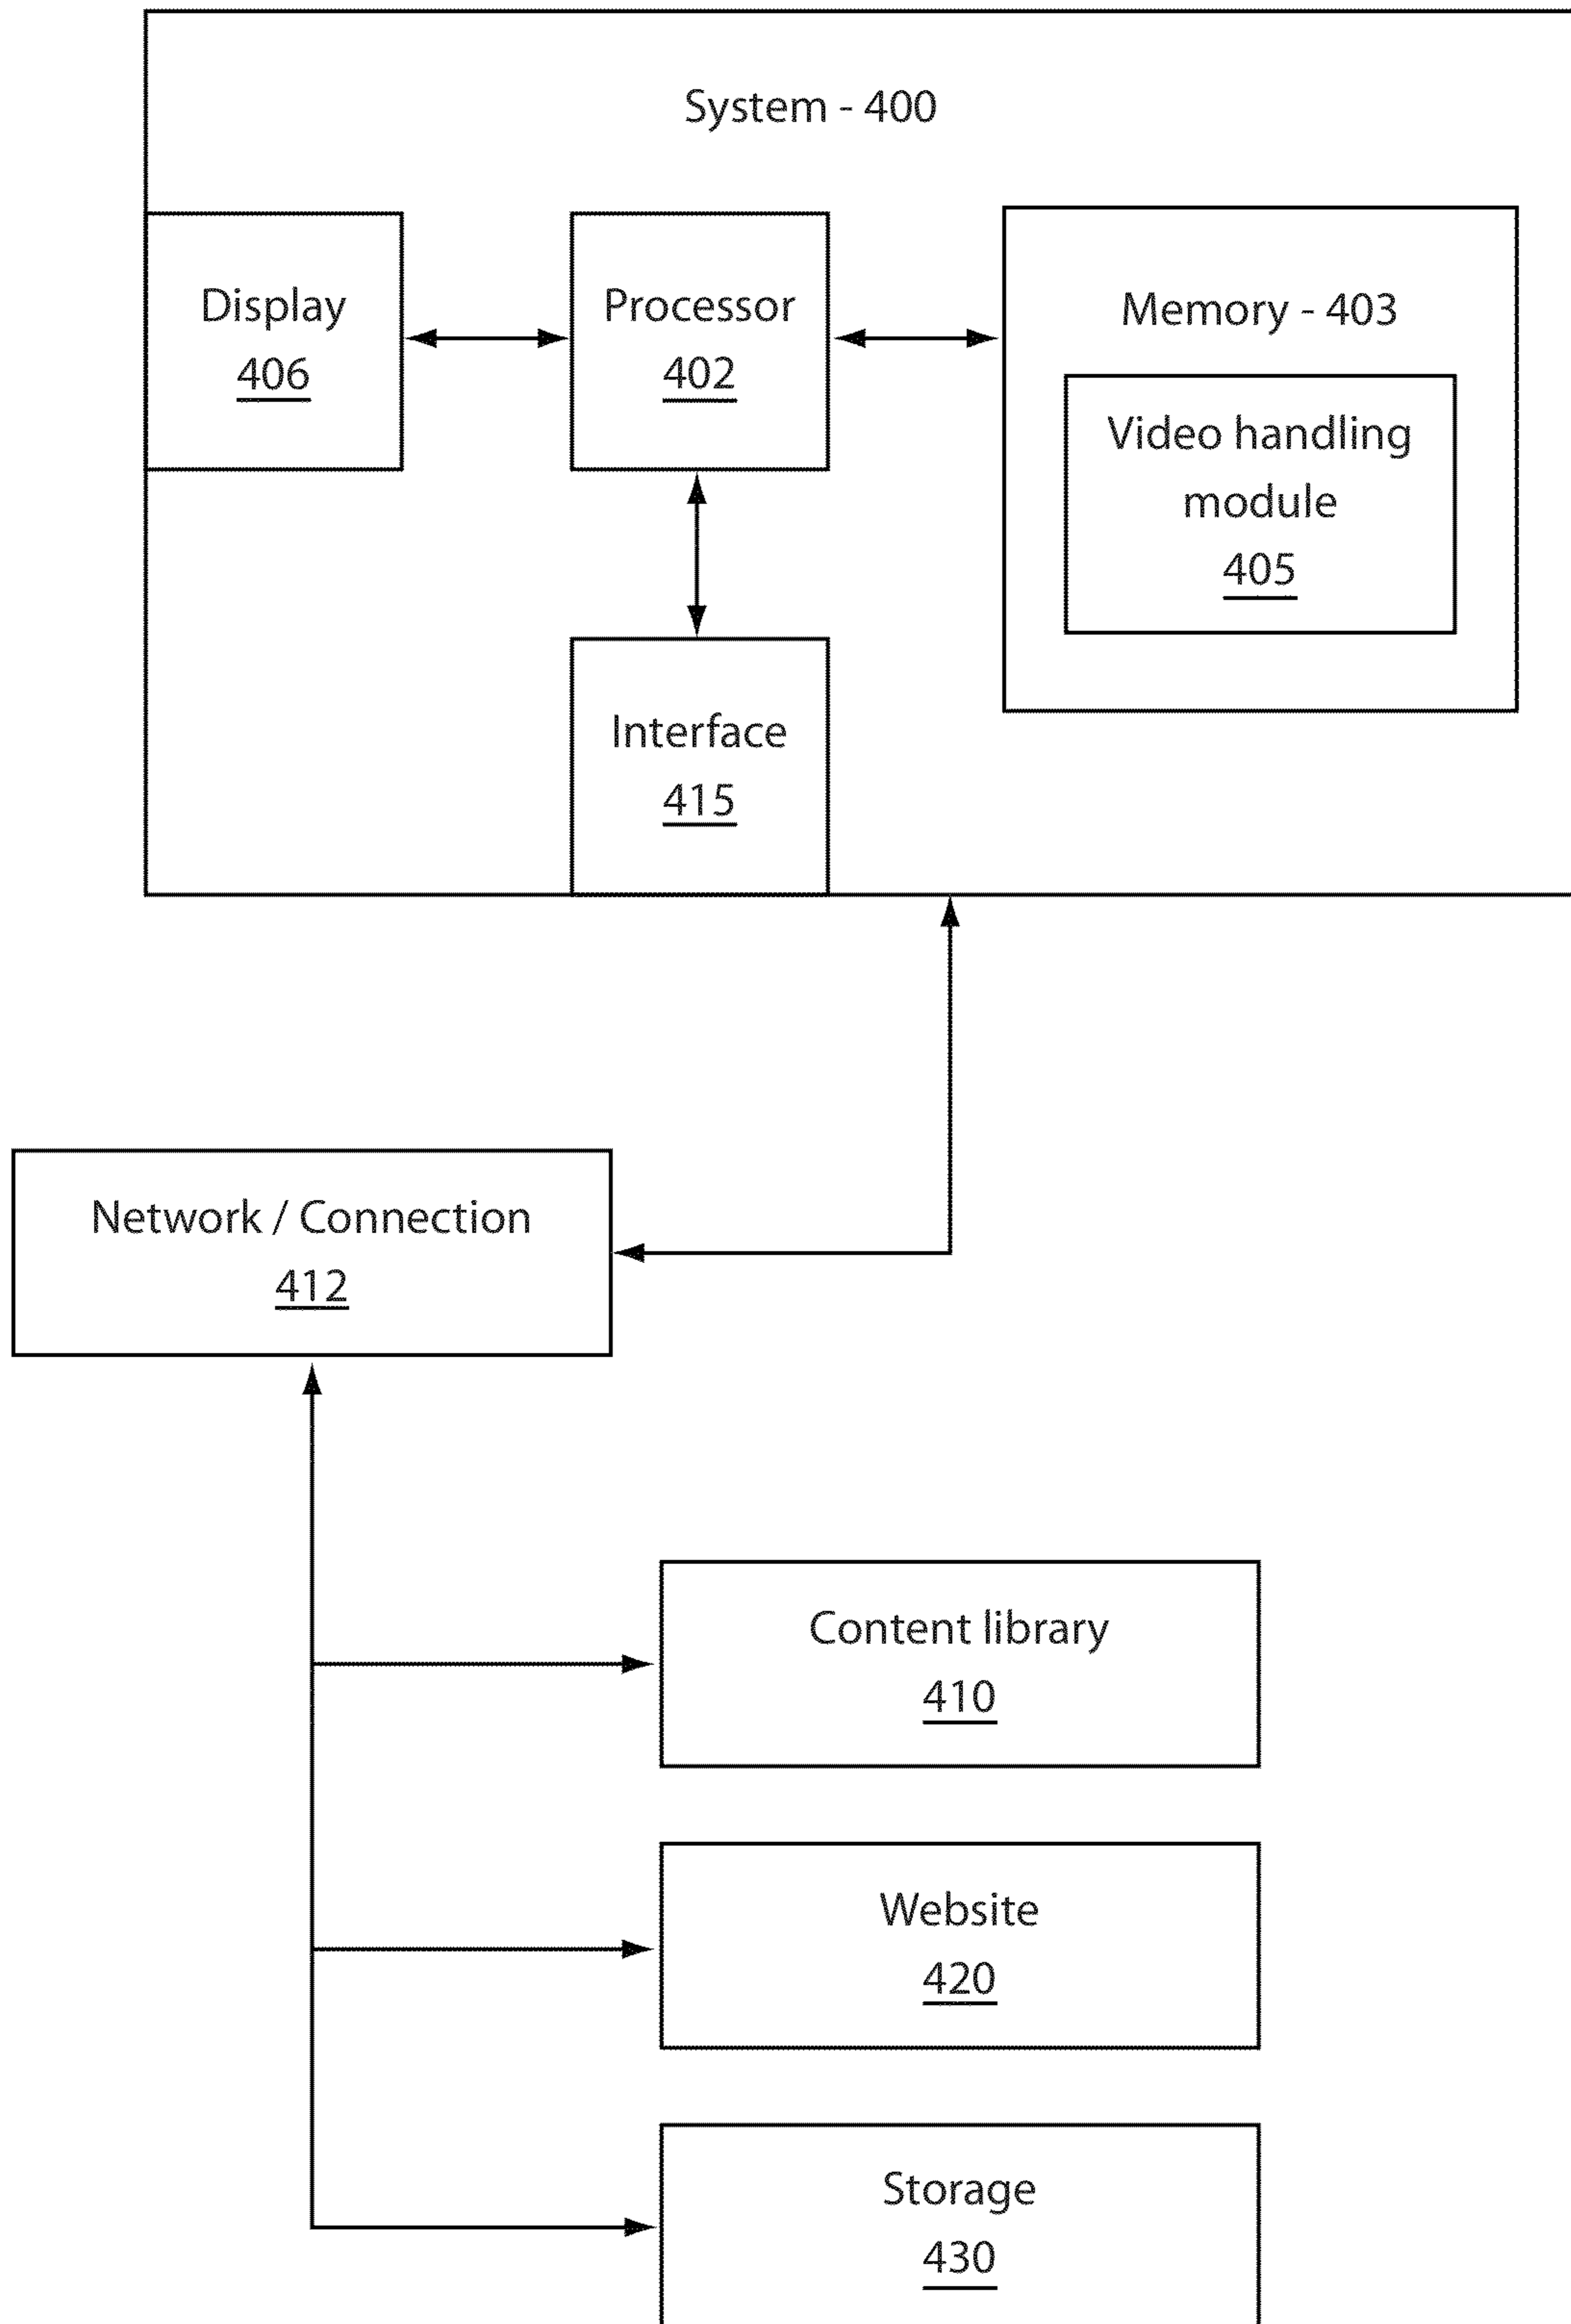 System - 400
Display
406
Processor
402
Memory - 403
Video handling
module
405
Interface
415
Network / Connection
412
Content library
410
Website
420
Storage
430